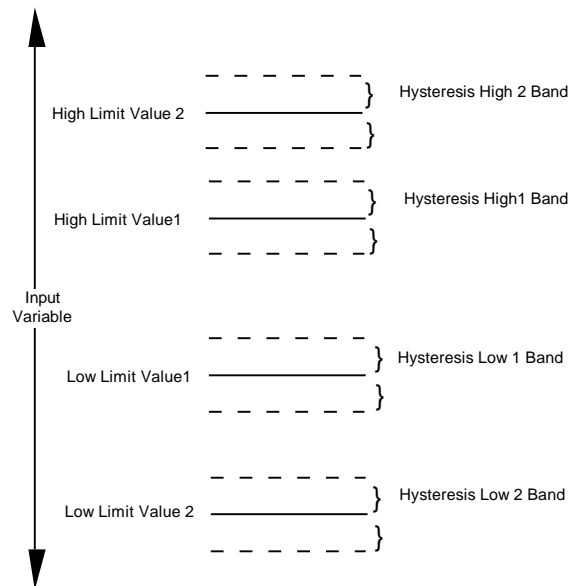 Hysteresis High 2 Band
High Limit Value 2
Hysteresis High1 Band
High Limit Value1
Input
Variable
Hysteresis Low 1 Band
Low Limit Value1
Hysteresis Low 2 Band
Low Limit Value 2